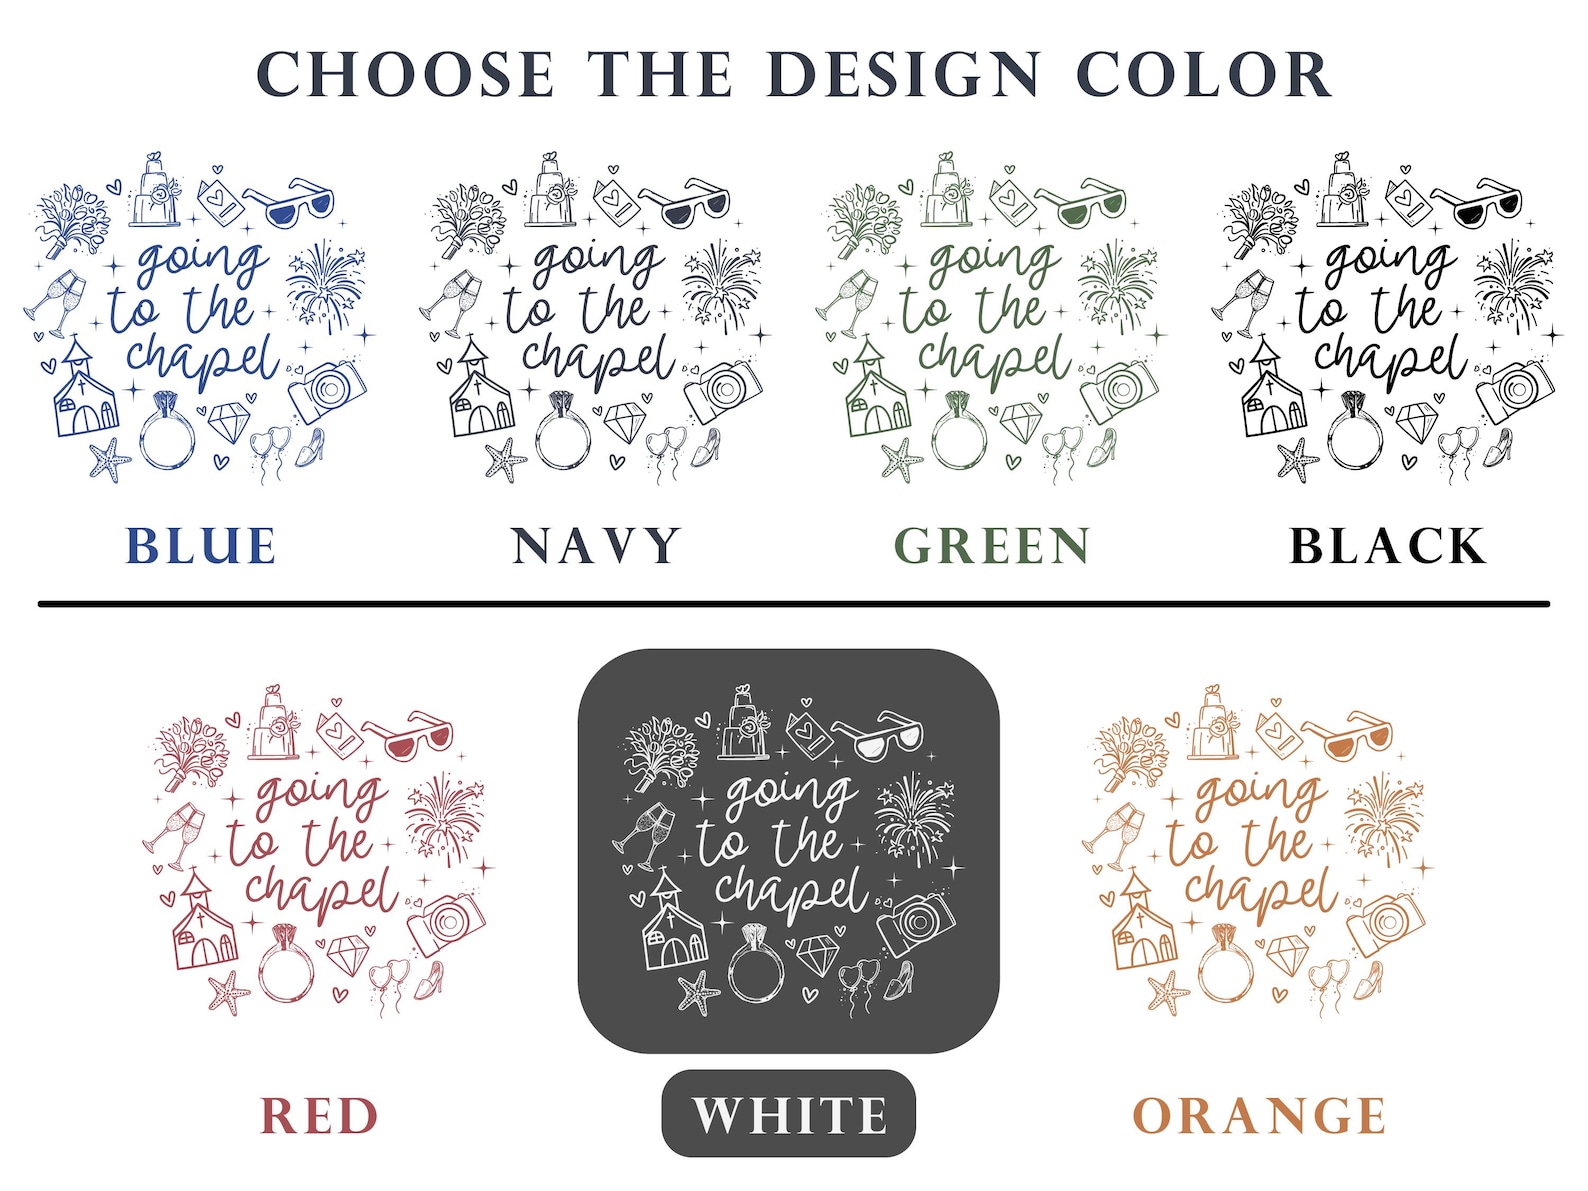 CHOOSE THE DESIGN COLOR
going
to the
chapel
BLUE
going
to the
chapel
NAVY
going
to the
chapel
GREEN
going
to the
chapel
BLACK
going
to the
chapel
RED
going
to the
chapel
WHITE
going
to the
chapel
ORANGE